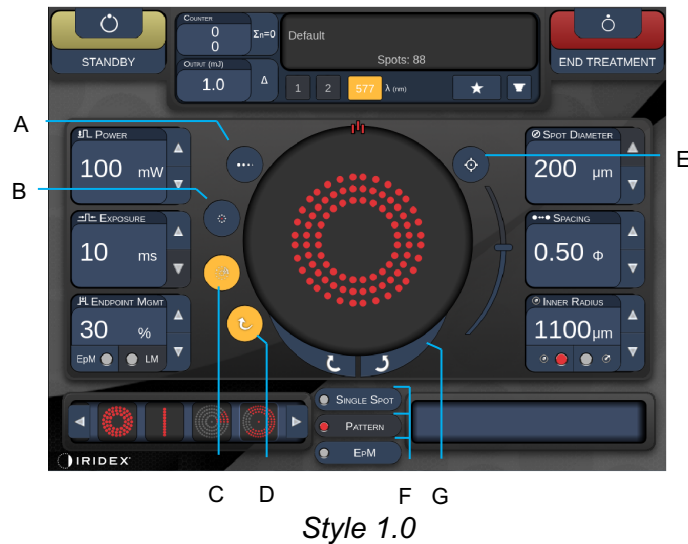 STANDBY
COUNTER
0
0
Σn=0
OUTPUT (mJ)
1.0
Δ
Default
Spots: 88
1 2 577 λ (nm)
END TREATMENT
A
B
E
POWER
100 mW
EXPOSURE
10 ms
ENDPOINT MGMT
30 %
EpM LM
SPOT DIAMETER
200 µm
SPACING
0.50 Φ
INNER RADIUS
1100µm
SINGLE SPOT
PATTERN
EPM
IRIDEX
C D F G
Style 1.0